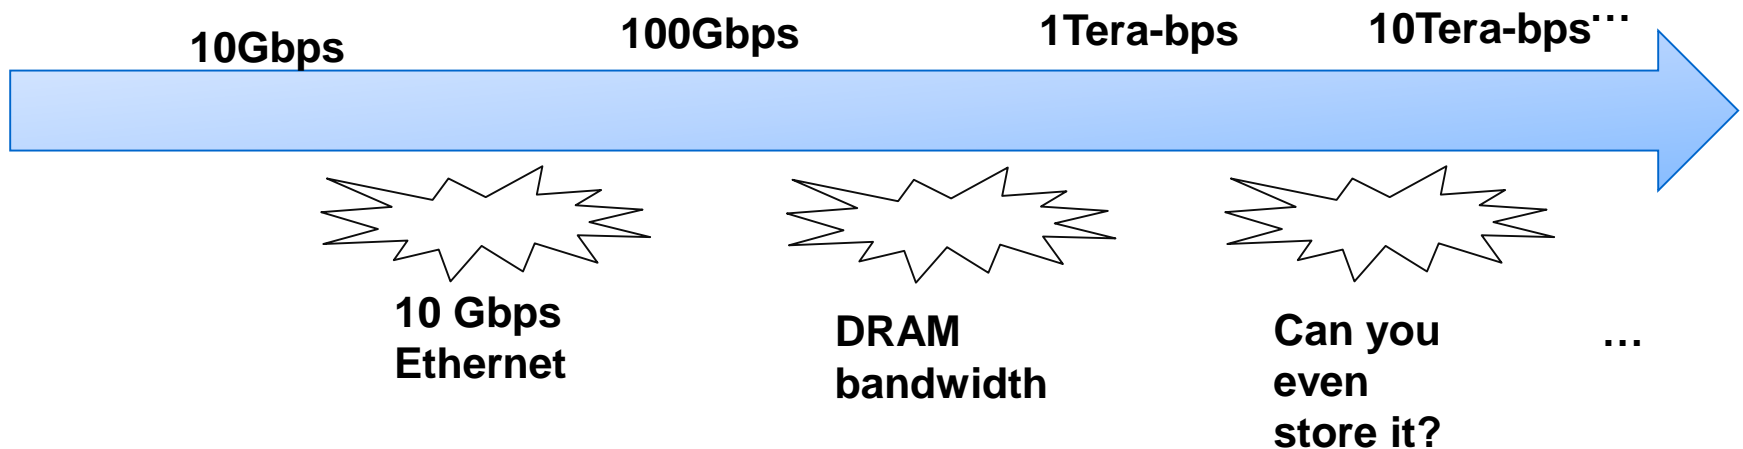 10Gbps
100Gbps
1Tera-bps
10Tera-bps...
10 Gbps
Ethernet
DRAM
bandwidth
Can you
even
store it?
...